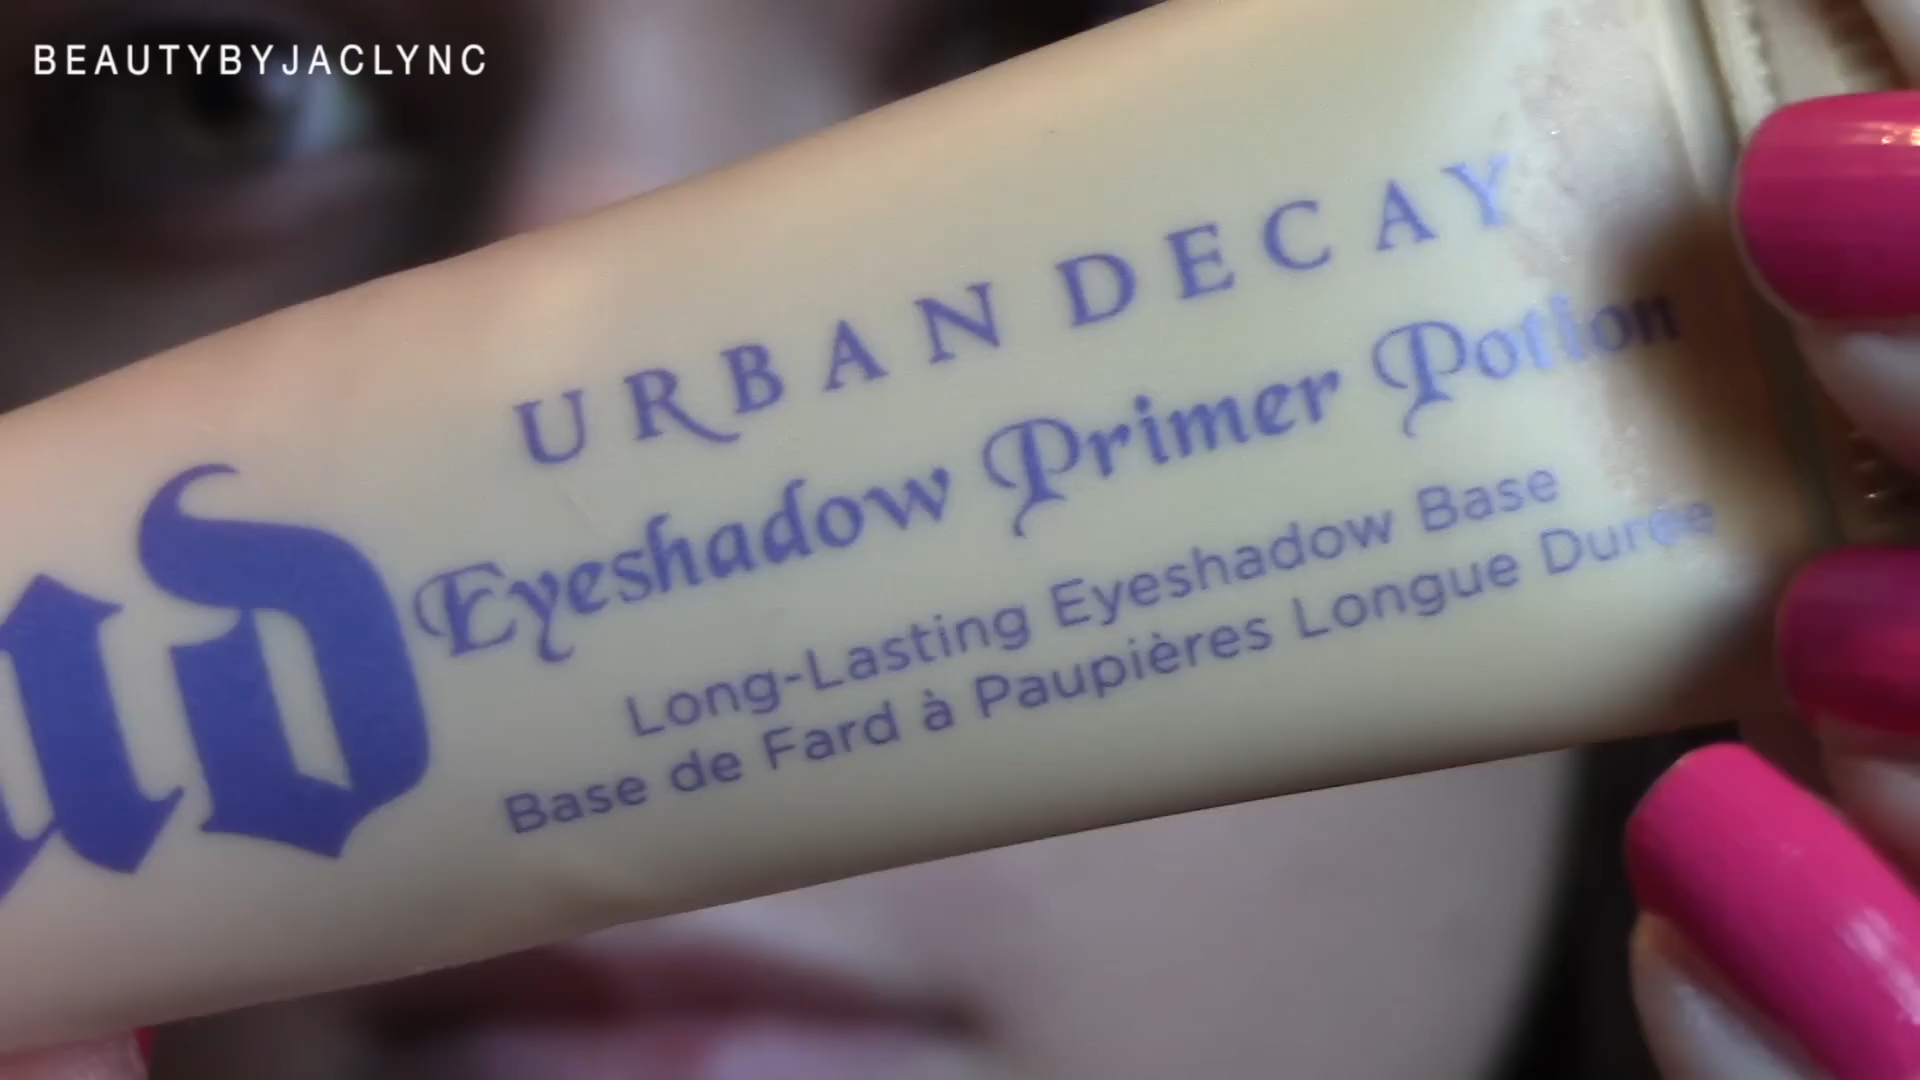 BEAUTYBYJACLYNC
URBAN DECAY
ud
Eyeshadow Primer Potion
Long-Lasting Eyeshadow Base
Base de Fard à Paupières Longue Durée